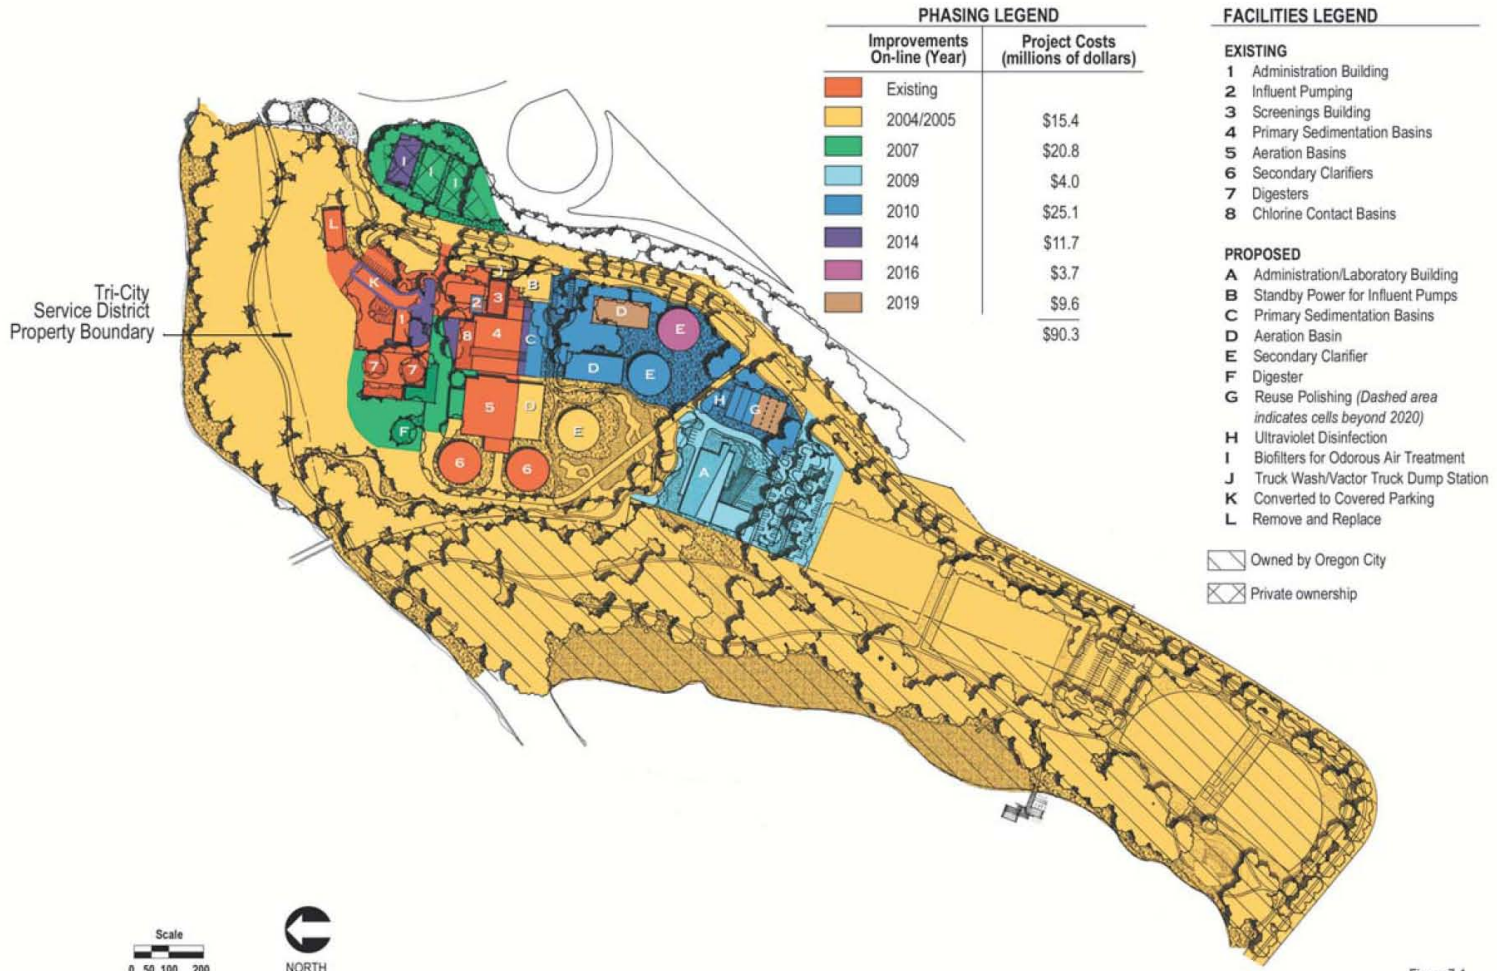 PHASING LEGEND
Improvements On-line (Year)
Project Costs (millions of dollars)
Existing
2004/2005 $15.4
2007 $20.8
2009 $4.0
2010 $25.1
2014 $11.7
2016 $3.7
2019 $9.6
$90.3
FACILITIES LEGEND
EXISTING
1 Administration Building
2 Influent Pumping
3 Screenings Building
4 Primary Sedimentation Basins
5 Aeration Basins
6 Secondary Clarifiers
7 Digesters
8 Chlorine Contact Basins
PROPOSED
A Administration/Laboratory Building
B Standby Power for Influent Pumps
C Primary Sedimentation Basins
D Aeration Basin
E Secondary Clarifier
F Digester
G Reuse Polishing (Dashed area
indicates cells beyond 2020)
H Ultraviolet Disinfection
I Biofilters for Odorous Air Treatment
J Truck Wash/Vactor Truck Dump Station
K Converted to Covered Parking
L Remove and Replace
Owned by Oregon City
Private ownership
Tri-City
Service District
Property Boundary
I
I
I
L
K
J
B
2
3
D
E
1
8
4
C
7
7
D
E
H
G
5
D
F
E
6
6
A
Scale
0 50 100 200
NORTH